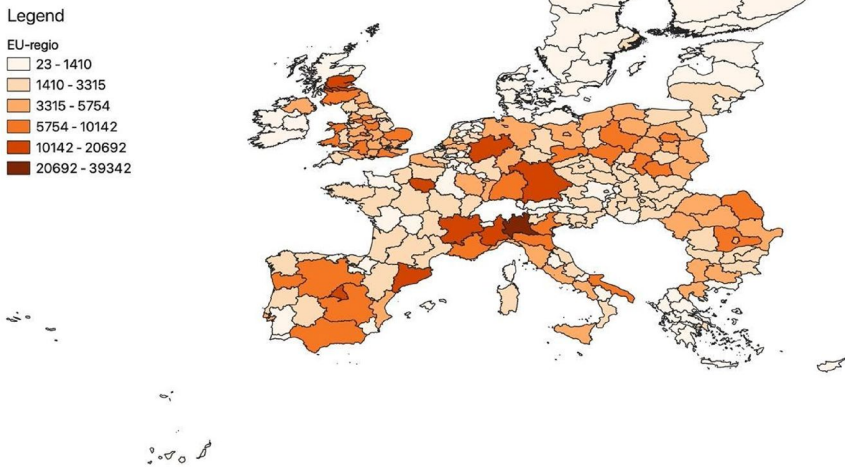 Legend
EU-regio
23 - 1410
1410 - 3315
3315 - 5754
5754 - 10142
10142 - 20692
20692 - 39342